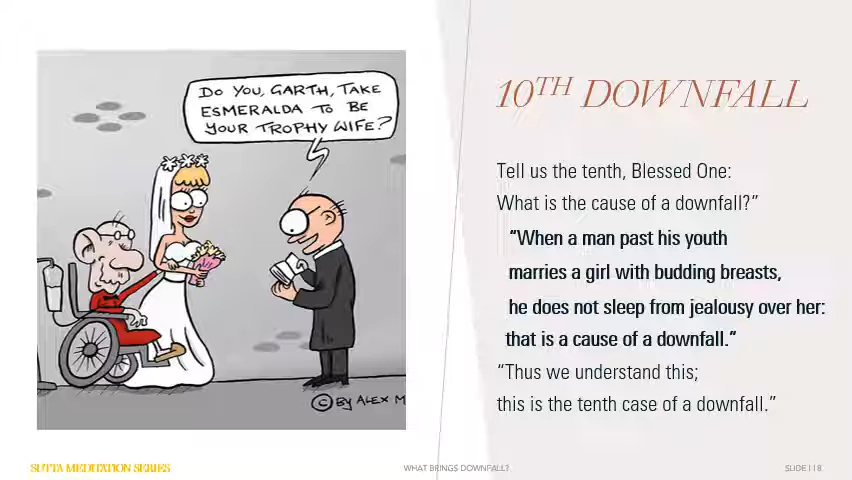 DO YOU, GARTH, TAKE
ESMERALDA TO BE
YOUR TROPHY WIFE?
© BY ALEX M
10TH DOWNFALL
Tell us the tenth, Blessed One:
What is the cause of a downfall?”
“When a man past his youth
marries a girl with budding breasts,
he does not sleep from jealousy over her:
that is a cause of a downfall.”
“Thus we understand this;
this is the tenth case of a downfall.”
SUTTA MEDITATION SERIES
WHAT BRINGS DOWNFALL?
SLIDE 118